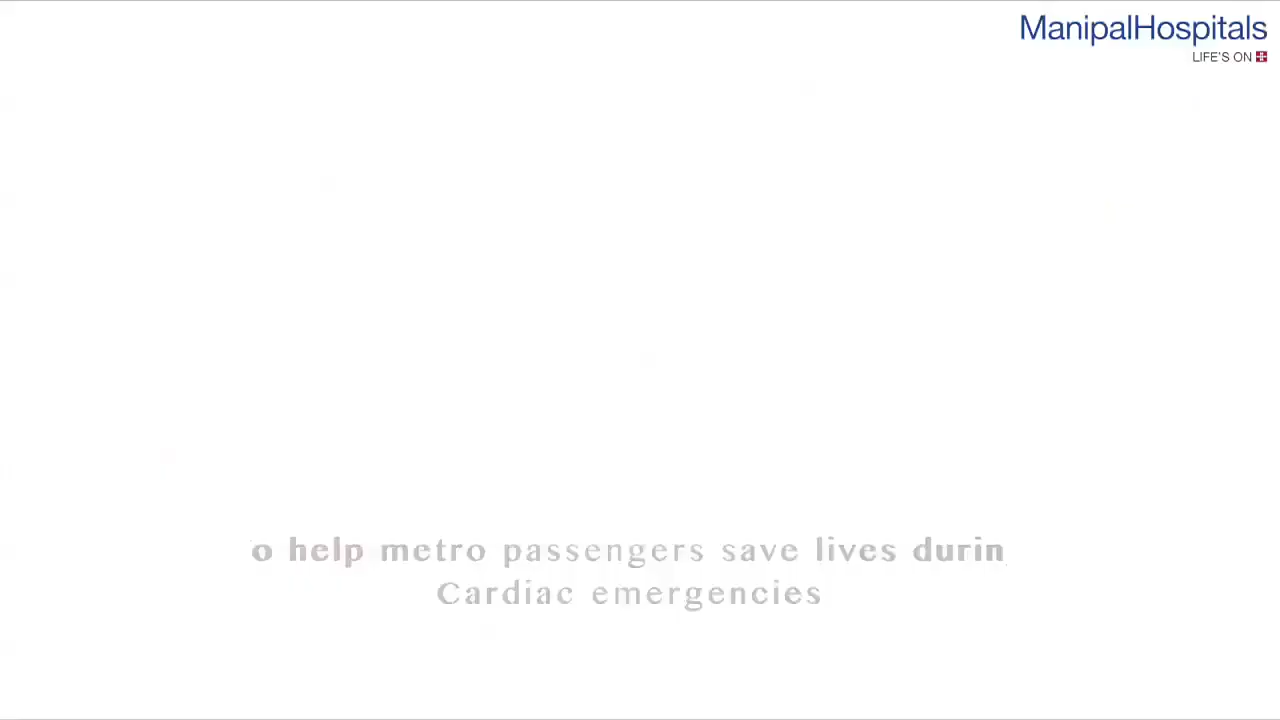 ManipalHospitals
LIFE'S ON
o help metro passengers save lives durin
Cardiac emergencies